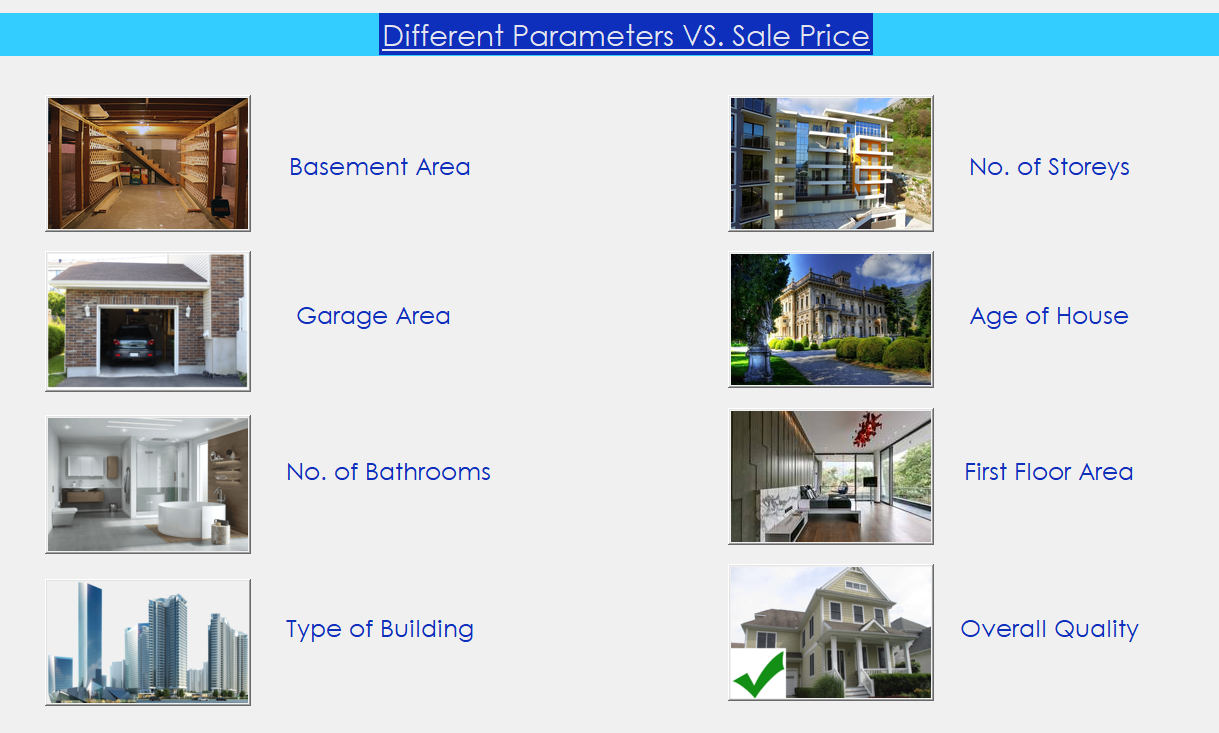 Different Parameters VS. Sale Price
Basement Area
No. of Storeys
Garage Area
Age of House
No. of Bathrooms
First Floor Area
Type of Building
Overall Quality